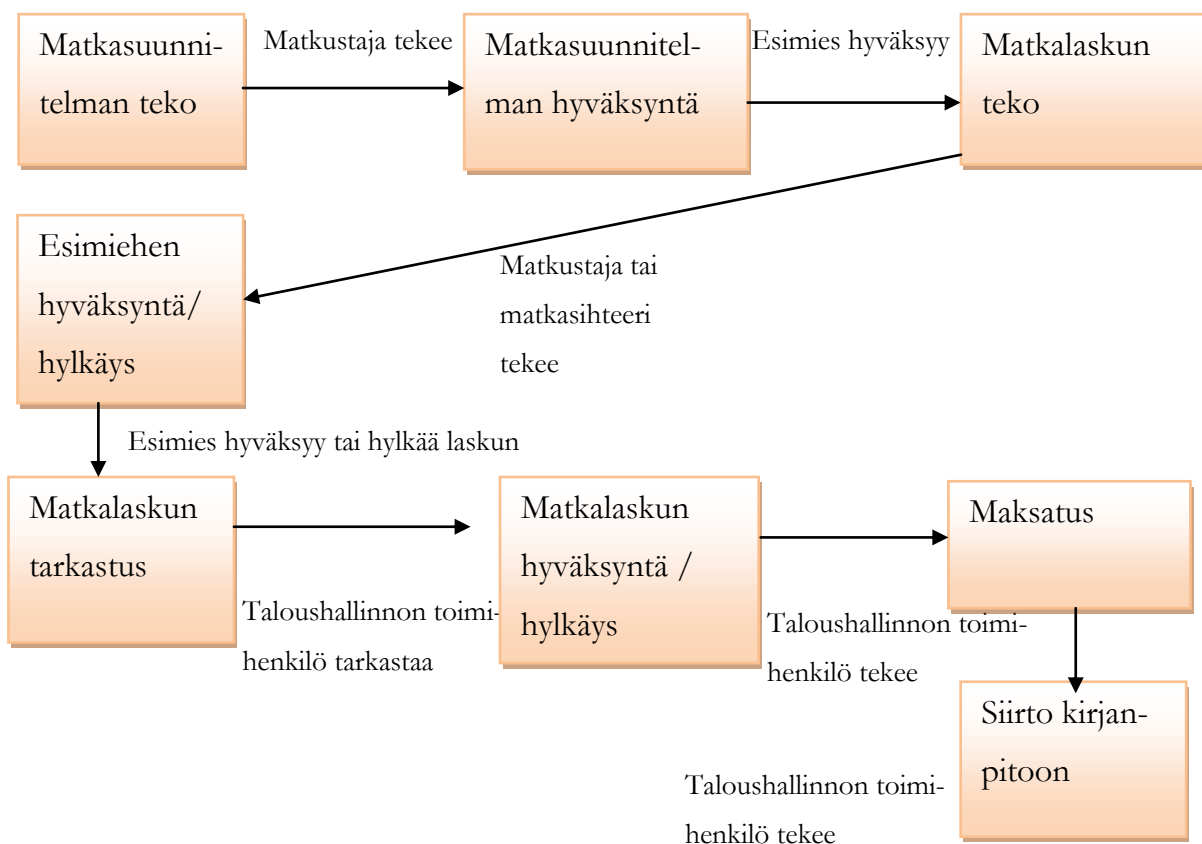 Matkasuunni-
telman teko
Matkustaja tekee
Matkasuunnitel-
man hyväksyntä
Esimies hyväksyy
Matkalaskun
teko
Esimiehen
hyväksyntä/
hylkäys
Matkustaja tai
matkasihteeri
tekee
Esimies hyväksyy tai hylkää laskun
Matkalaskun
tarkastus
Taloushallinnon toimi-
henkilö tarkastaa
Matkalaskun
hyväksyntä /
hylkäys
Taloushallinnon toimi-
henkilö tekee
Maksatus
Siirto kirjan-
pitoon
Taloushallinnon toimi-
henkilö tekee